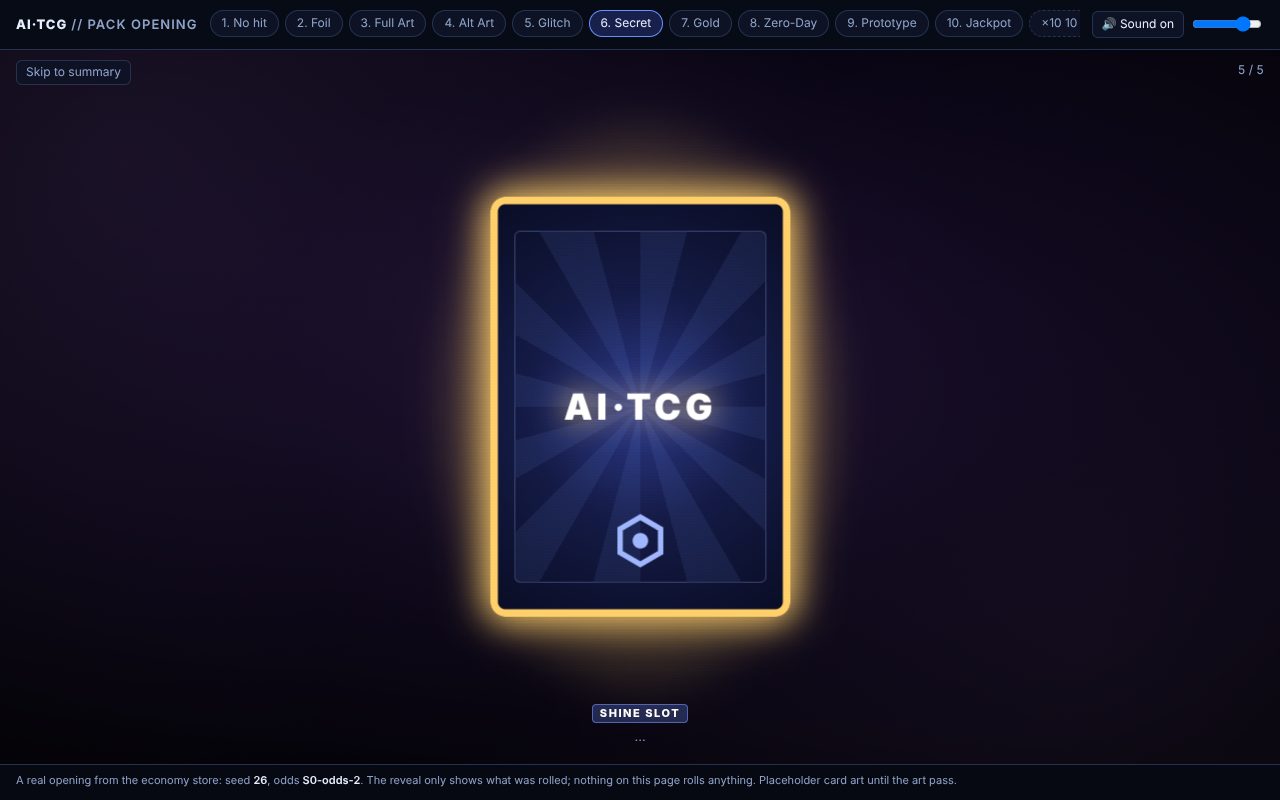 AI·TCG // PACK OPENING
1. No hit
2. Foil
3. Full Art
4. Alt Art
5. Glitch
6. Secret
7. Gold
8. Zero-Day
9. Prototype
10. Jackpot
×10 10
🔊 Sound on
Skip to summary
5 / 5
AI·TCG
SHINE SLOT
...
A real opening from the economy store: seed 26, odds S0-odds-2. The reveal only shows what was rolled; nothing on this page rolls anything. Placeholder card art until the art pass.